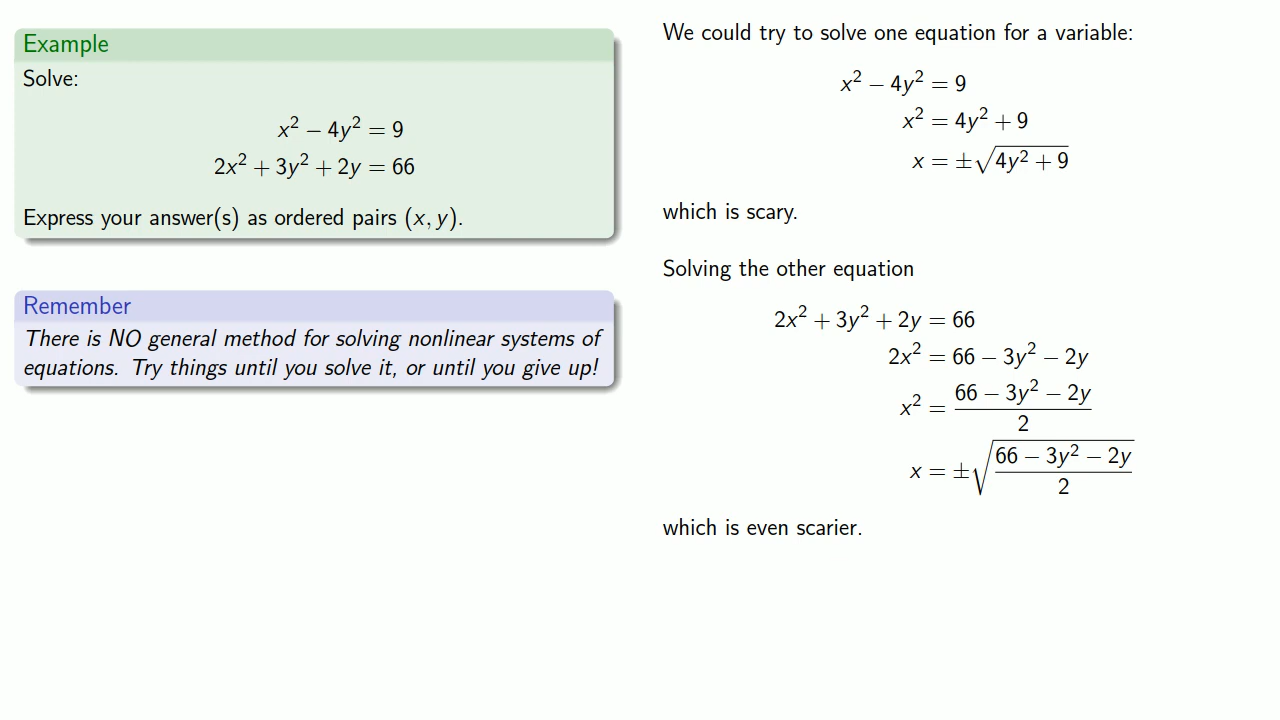 Example
Solve:
x² − 4y² = 9
2x² + 3y² + 2y = 66
Express your answer(s) as ordered pairs (x, y).
Remember
There is NO general method for solving nonlinear systems of
equations. Try things until you solve it, or until you give up!
We could try to solve one equation for a variable:
x² − 4y² = 9
x² = 4y² + 9
x = ±√(4y² + 9)
which is scary.
Solving the other equation
2x² + 3y² + 2y = 66
2x² = 66 − 3y² − 2y
x² = (66 − 3y² − 2y)/2
x = ±√((66 − 3y² − 2y)/2)
which is even scarier.